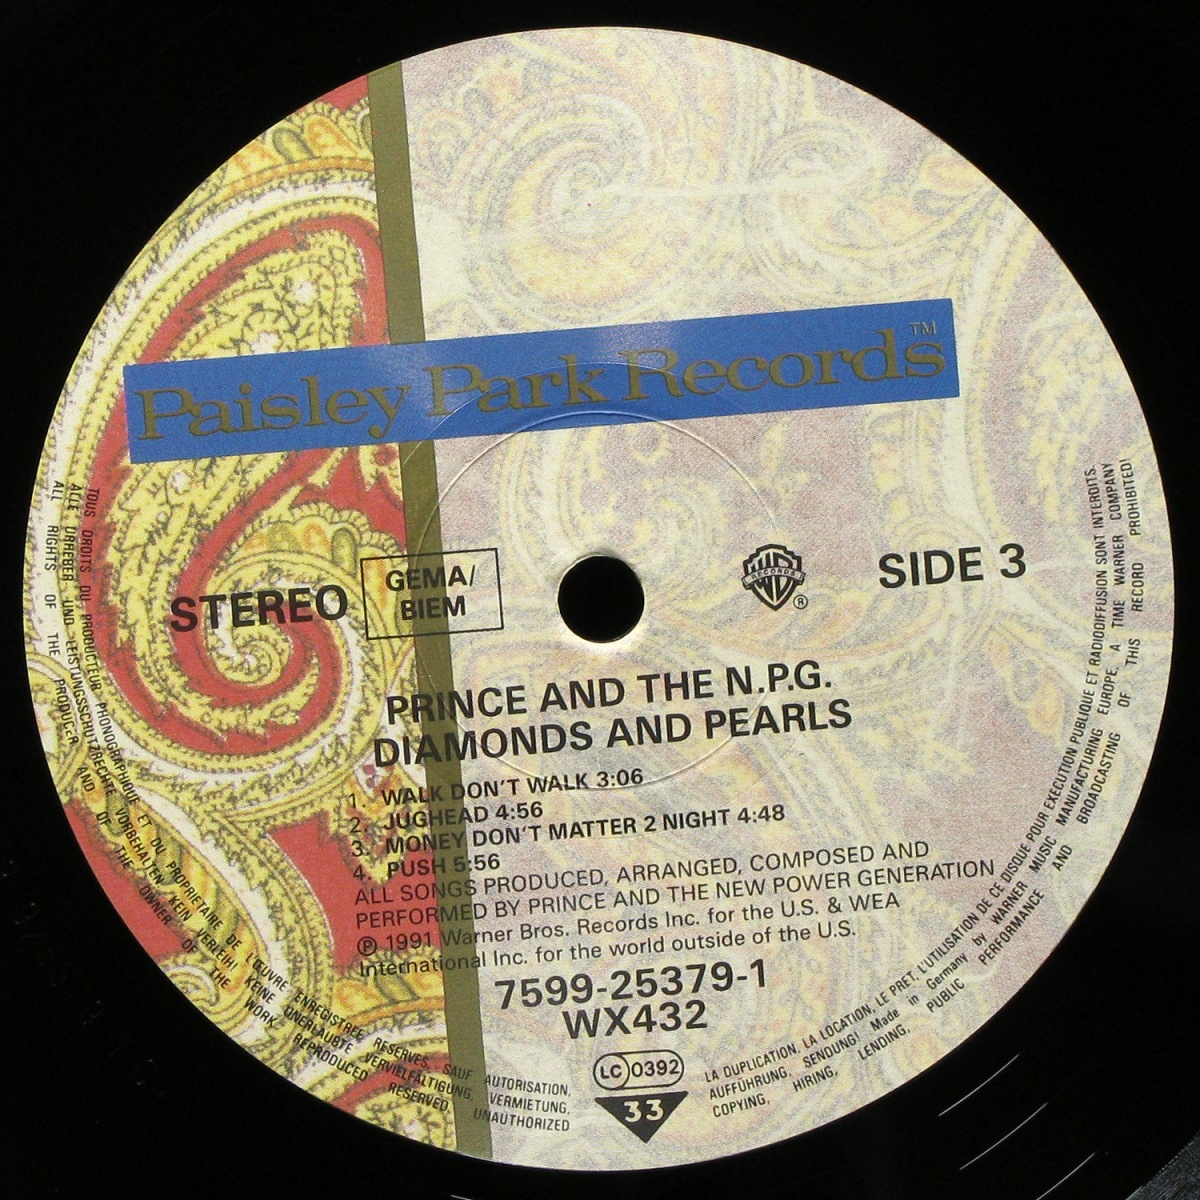 Paisley Park Records™
STEREO
GEMA/
BIEM
W B
RECORDS
®
SIDE 3
PRINCE AND THE N.P.G.
DIAMONDS AND PEARLS
1. WALK DON'T WALK 3:06
2. JUGHEAD 4:56
3. MONEY DON'T MATTER 2 NIGHT 4:48
4. PUSH 5:56
ALL SONGS PRODUCED, ARRANGED, COMPOSED AND
PERFORMED BY PRINCE AND THE NEW POWER GENERATION
℗ 1991 Warner Bros. Records Inc. for the U.S. & WEA
International Inc. for the world outside of the U.S.
7599-25379-1
WX432
LC 0392
33
TOUS DROITS DU PRODUCTEUR PHONOGRAPHIQUE ET DU PROPRIETAIRE DE L'ŒUVRE ENREGISTREE RESERVES. SAUF AUTORISATION, LA DUPLICATION, LA LOCATION, LE PRET, L'UTILISATION DE CE DISQUE POUR EXECUTION PUBLIQUE ET RADIODIFFUSION SONT INTERDITS.
ALLE URHEBER UND LEISTUNGSSCHUTZRECHTE VORBEHALTEN KEIN VERLEIH! KEINE UNERLAUBTE VERVIELFÄLTIGUNG, VERMIETUNG, AUFFÜHRUNG, SENDUNG! Made in Germany by WARNER MUSIC MANUFACTURING EUROPE, A TIME WARNER COMPANY
ALL RIGHTS OF THE PRODUCER AND OF THE OWNER OF THE WORK REPRODUCED RESERVED. UNAUTHORIZED COPYING, HIRING, LENDING, PUBLIC PERFORMANCE AND BROADCASTING OF THIS RECORD PROHIBITED!